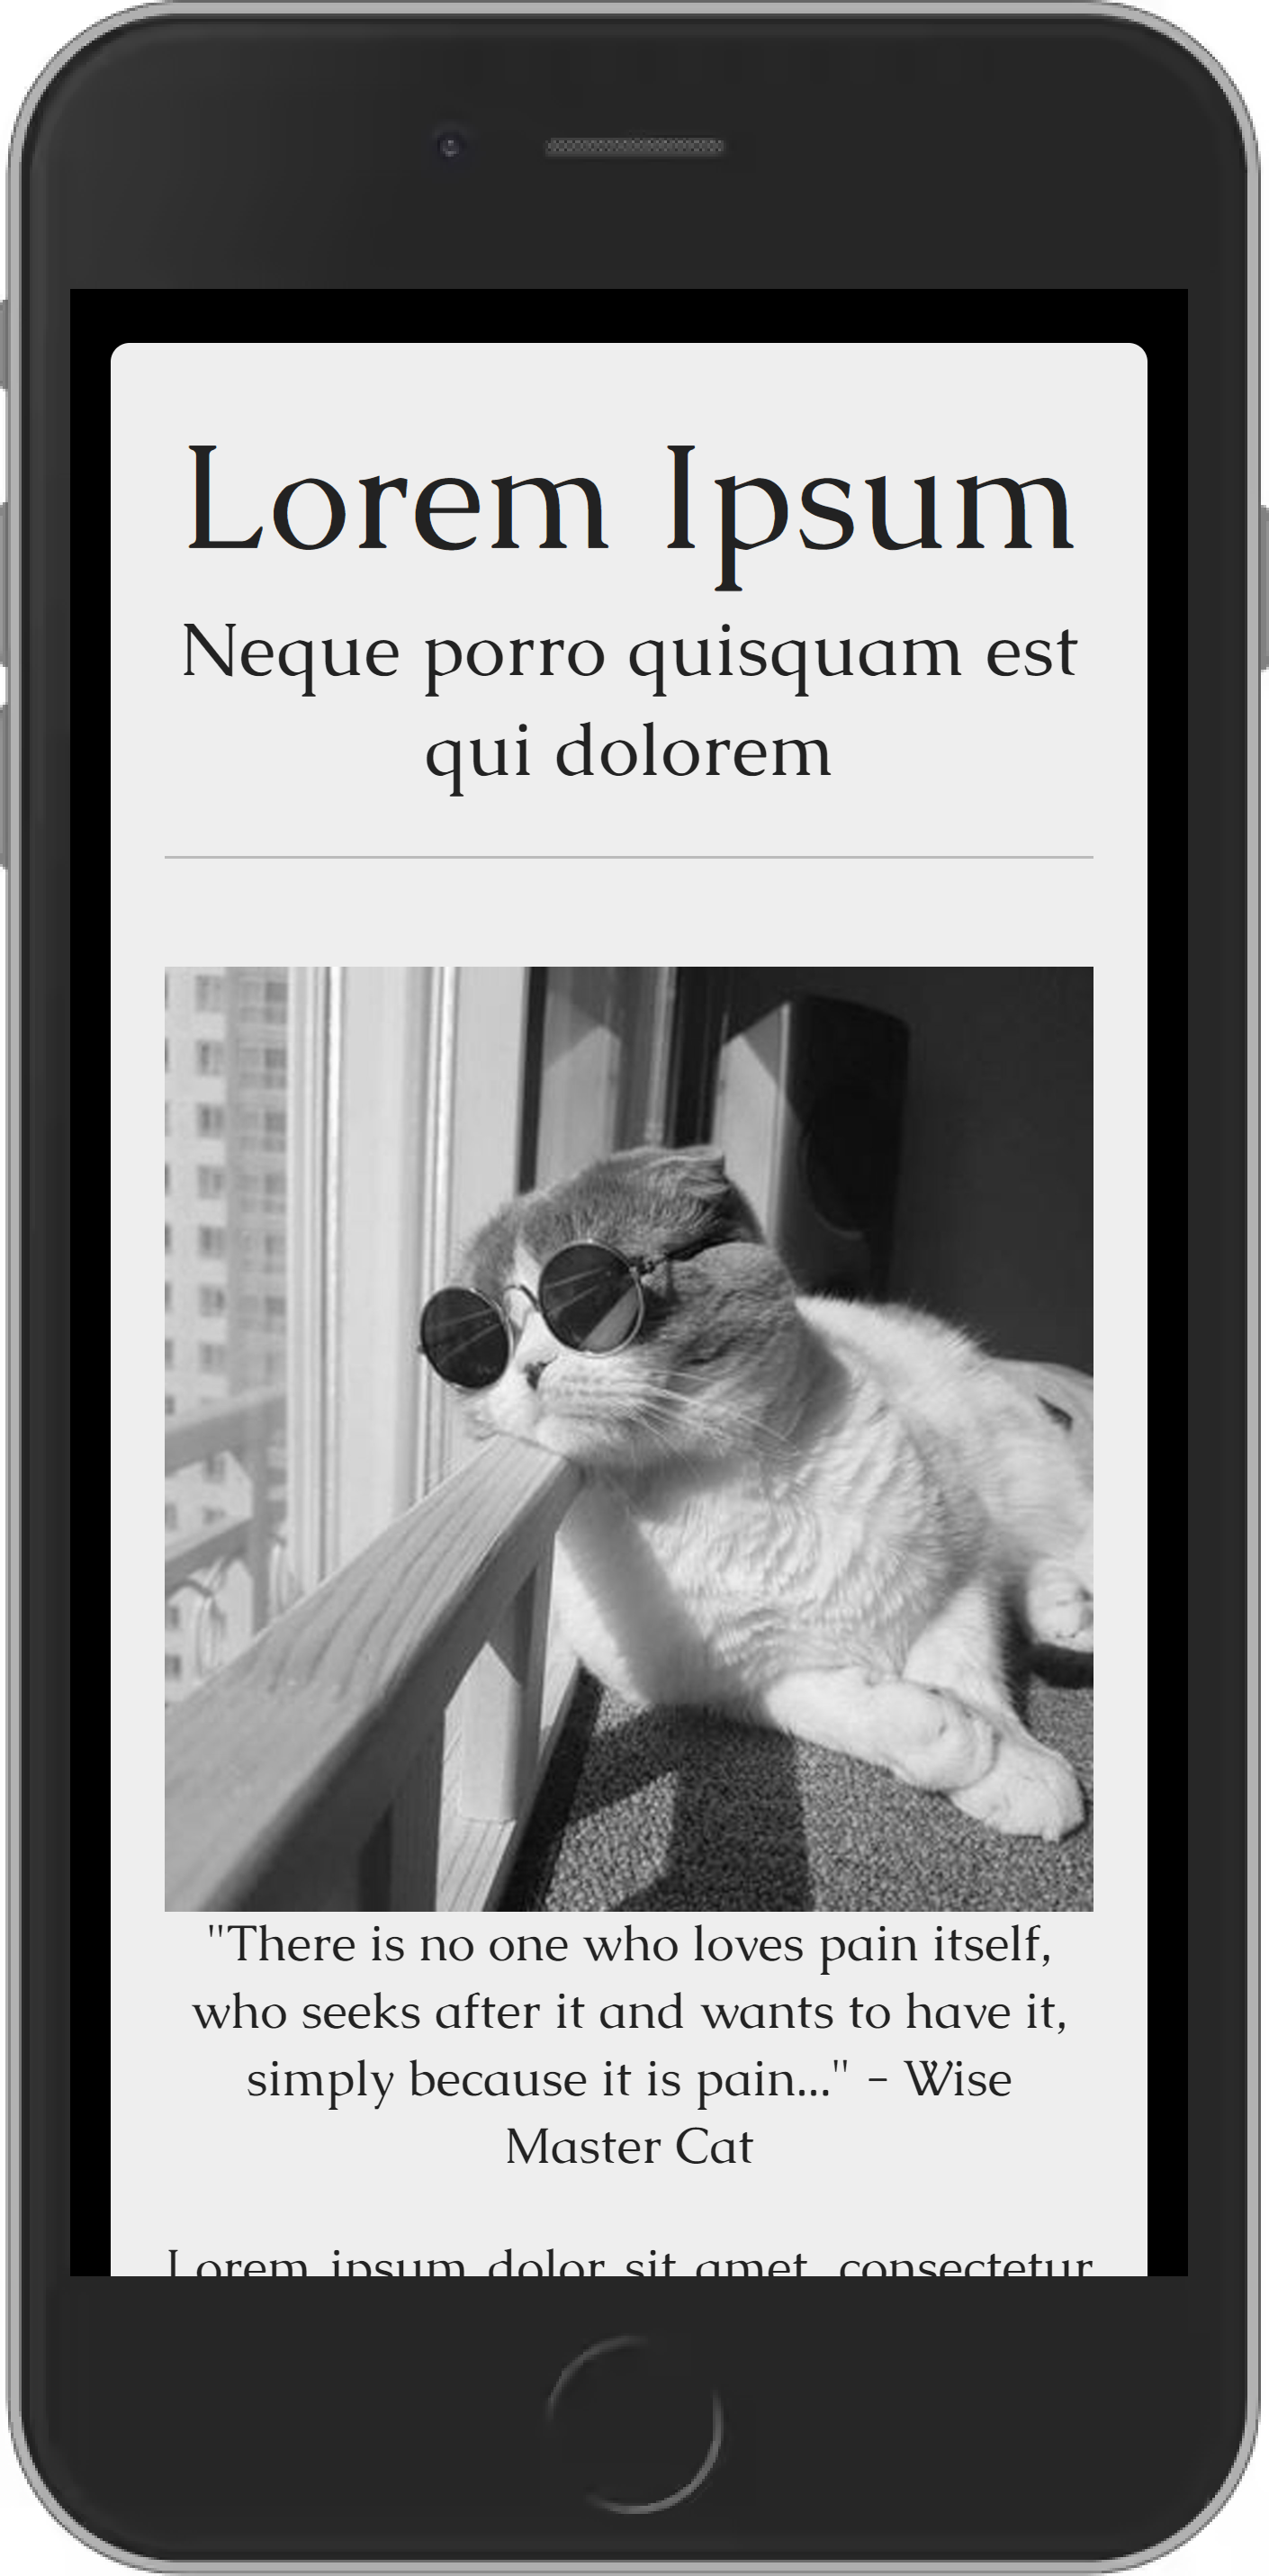 Lorem Ipsum
Neque porro quisquam est
qui dolorem
"There is no one who loves pain itself,
who seeks after it and wants to have it,
simply because it is pain..." - Wise
Master Cat
Lorem ipsum dolor sit amet, consectetur